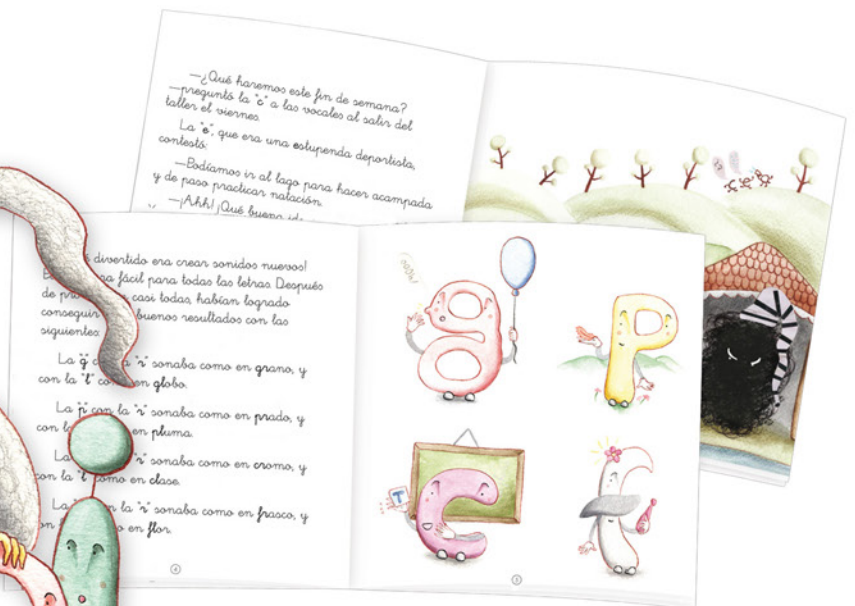 —¿Qué haremos este fin de semana?
—preguntó la "c" a las vocales al salir del
taller el viernes.
La "e", que era una estupenda deportista,
contestó:
—Podíamos ir al lago para hacer acampada
y de paso practicar natación.
—¡Ahh! ¡Qué buena
divertido era crear sonidos nuevos!
fácil para todas las letras. Después
de casi todas, habían logrado
conseguir buenos resultados con las
siguientes:
La "g" "r" sonaba como en grano, y
con la "l" en globo.
La "p" con la "r" sonaba como en prado, y
con en pluma.
"r" sonaba como en cromo, y
con la "l" como en clase.
La la "r" sonaba como en frasco, y
en flor.
4
T
5